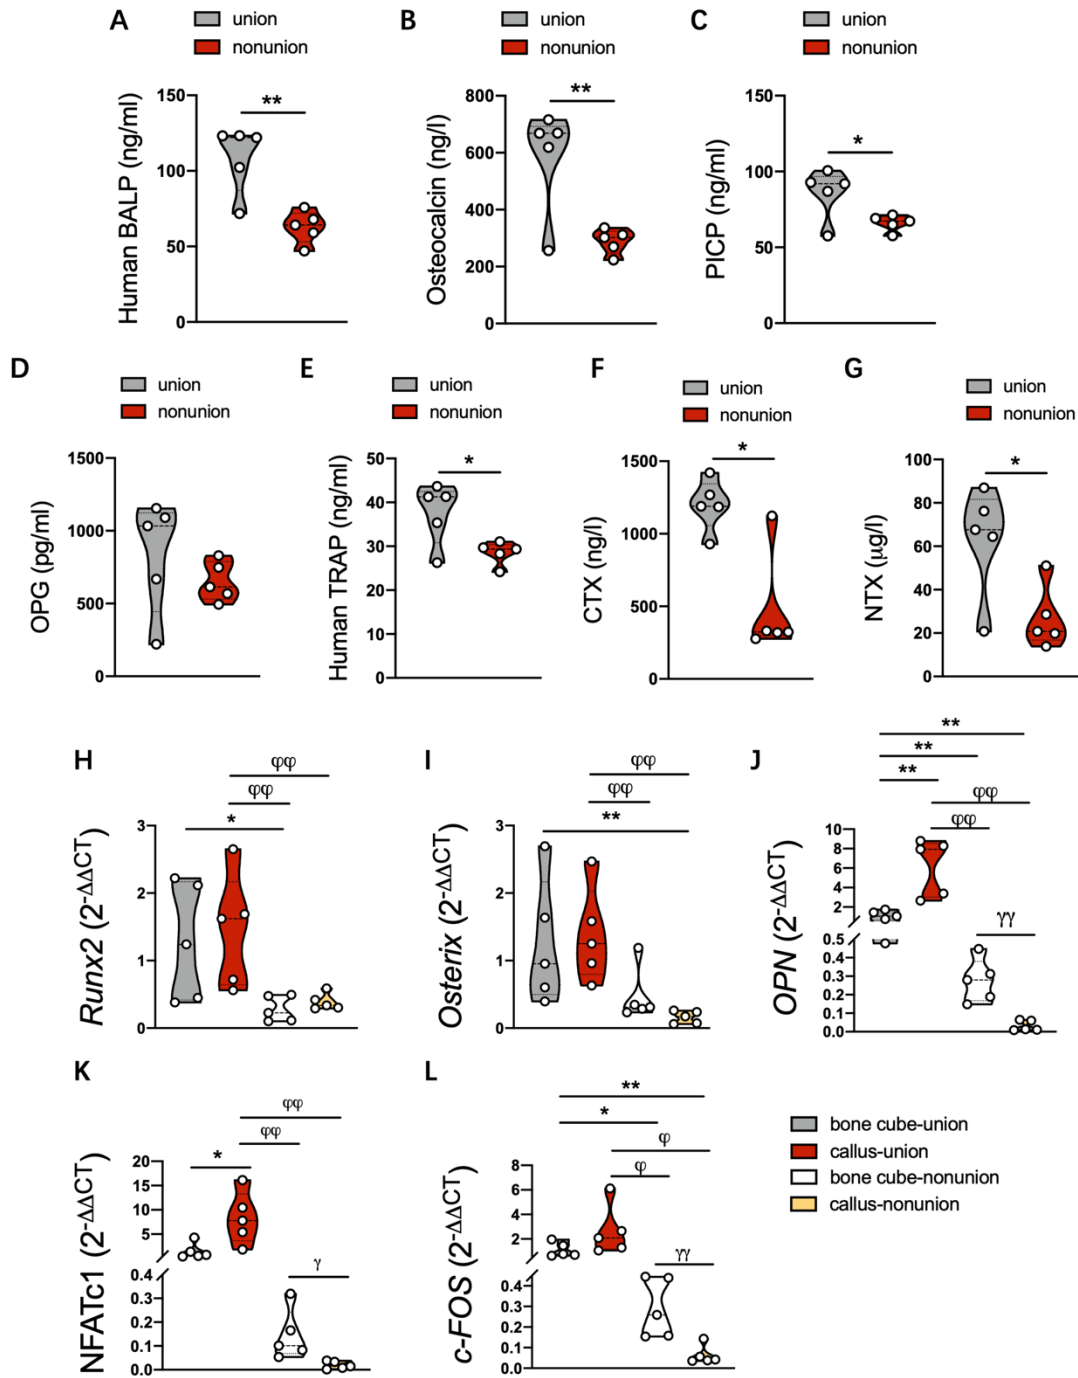 A
union
nonunion
Human BALP (ng/ml)
150
100
50
0
**
B
union
nonunion
Osteocalcin (ng/l)
800
600
400
200
0
**
C
union
nonunion
PICP (ng/ml)
150
100
50
0
*
D
union
nonunion
OPG (pg/ml)
1500
1000
500
0
E
union
nonunion
Human TRAP (ng/ml)
50
40
30
20
10
0
*
F
union
nonunion
CTX (ng/l)
1500
1000
500
0
*
G
union
nonunion
NTX (µg/l)
100
80
60
40
20
0
*
H
φφ
φφ
*
Runx2 (2-ΔΔCT)
3
2
1
0
I
φφ
φφ
**
Osterix (2-ΔΔCT)
3
2
1
0
J
**
**
**
φφ
φφ
γγ
OPN (2-ΔΔCT)
10
8
6
4
2
0.5
0.4
0.3
0.2
0.1
0.0
K
φφ
φφ
*
γ
NFATc1 (2-ΔΔCT)
20
15
10
5
0.4
0.3
0.2
0.1
0.0
L
**
*
φ
φ
γγ
c-FOS (2-ΔΔCT)
8
6
4
2
0.4
0.3
0.2
0.1
0.0
bone cube-union
callus-union
bone cube-nonunion
callus-nonunion